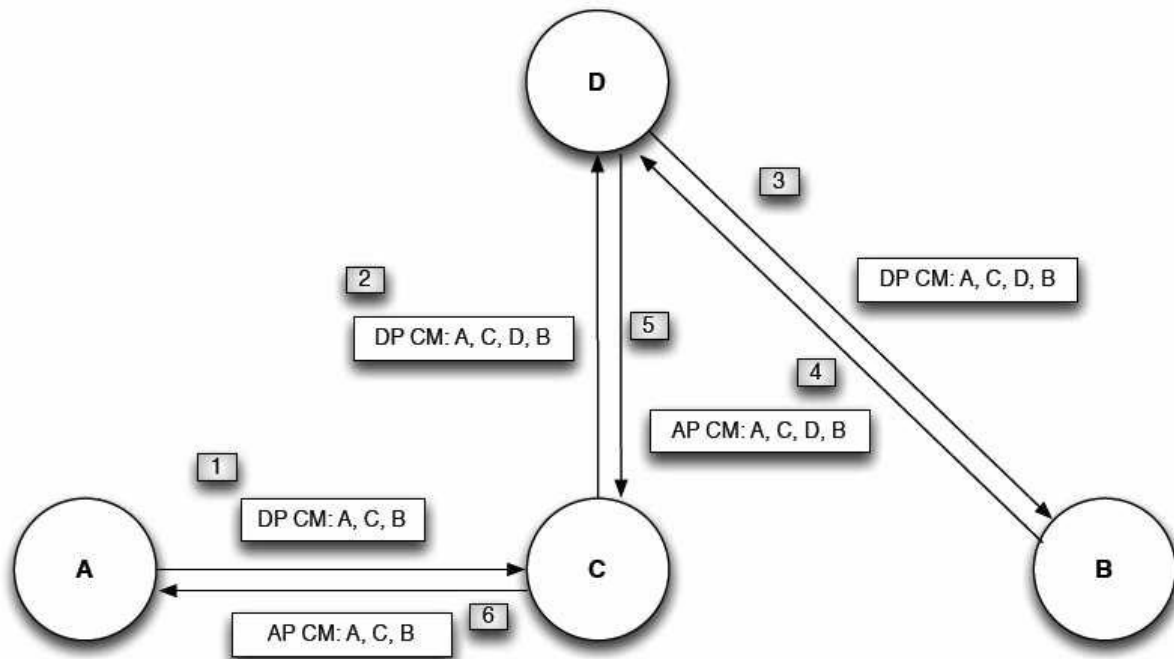 D
3
2
DP CM: A, C, D, B
DP CM: A, C, D, B
5
4
AP CM: A, C, D, B
1
DP CM: A, C, B
A
C
B
6
AP CM: A, C, B